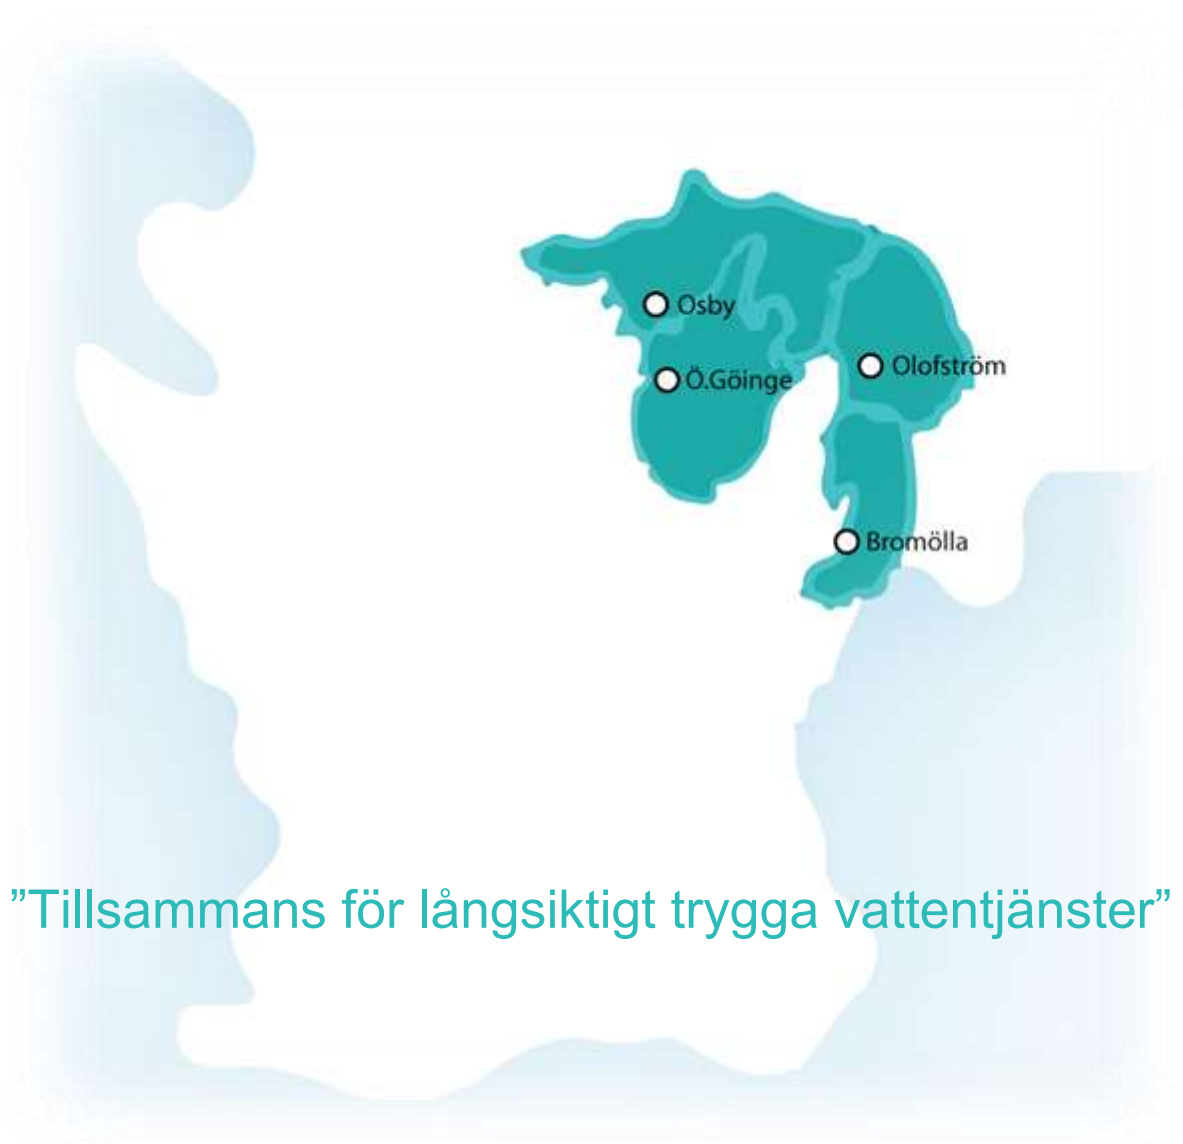 Osby
Olofström
Ö.Göinge
Bromölla
”Tillsammans för långsiktigt trygga vattentjänster”